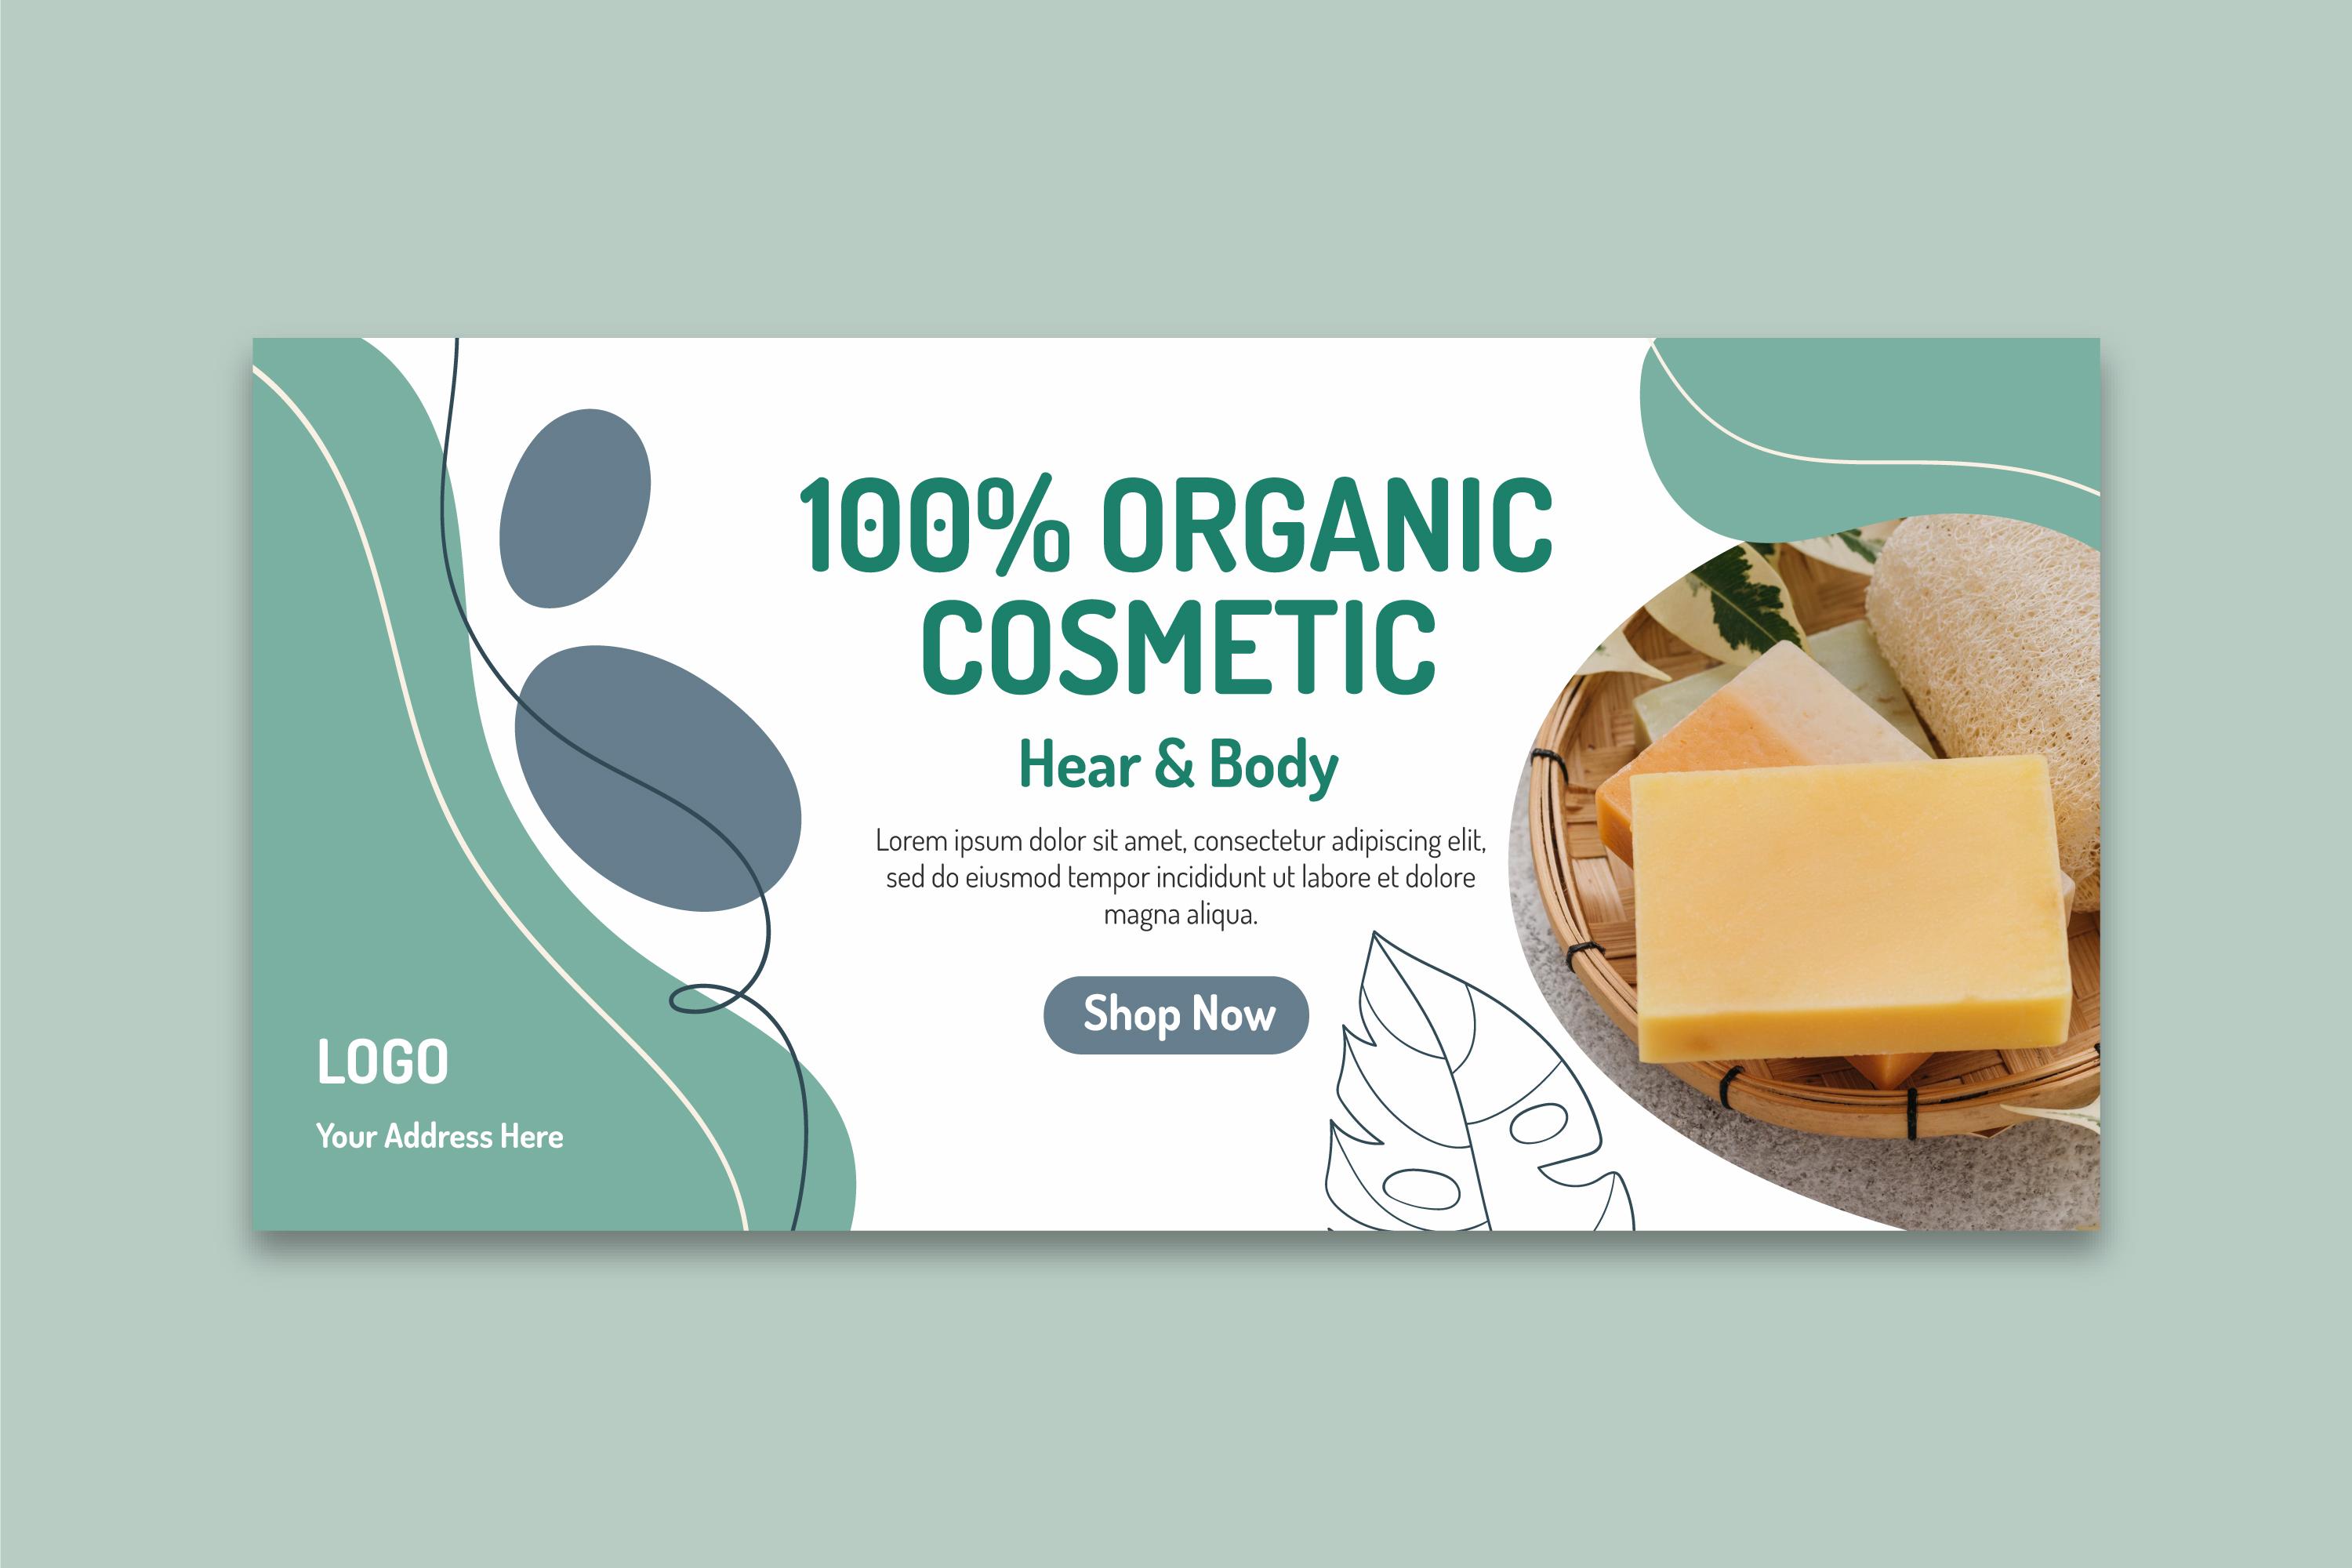 100% ORGANIC
COSMETIC
Hear & Body
Lorem ipsum dolor sit amet, consectetur adipiscing elit,
sed do eiusmod tempor incididunt ut labore et dolore
magna aliqua.
Shop Now
LOGO
Your Address Here